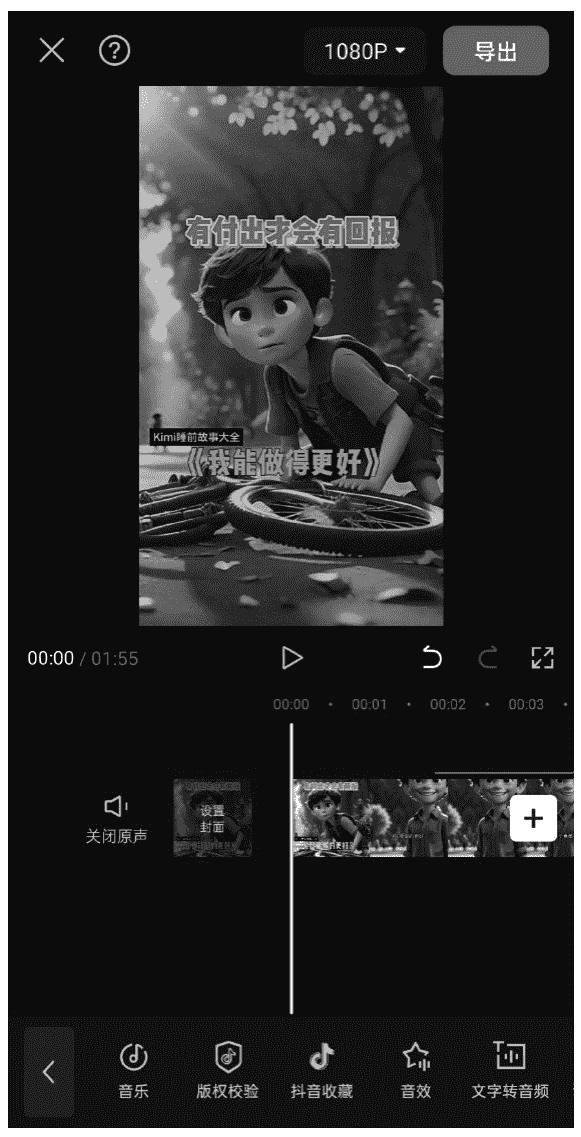 1080P
导出
有付出才会有回报
Kimi睡前故事大全
《我能做得更好》
00:00 / 01:55
00:00 00:01 00:02 00:03
关闭原声
设置
封面
音乐
版权校验
抖音收藏
音效
文字转音频